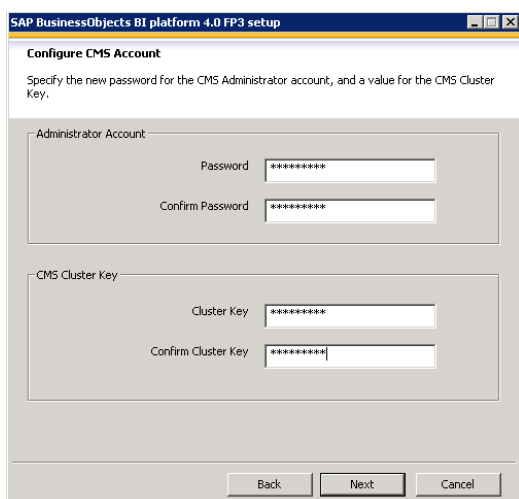 SAP BusinessObjects BI platform 4.0 FP3 setup
Configure CMS Account
Specify the new password for the CMS Administrator account, and a value for the CMS Cluster
Key.
Administrator Account
Password *********
Confirm Password *********
CMS Cluster Key
Cluster Key *********
Confirm Cluster Key *********
Back Next Cancel